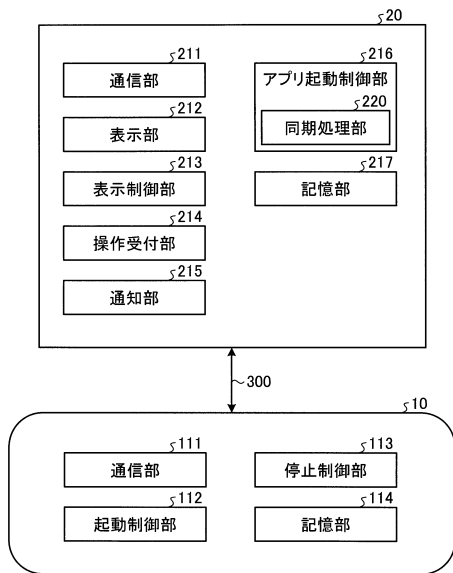 20
211
通信部
212
表示部
213
表示制御部
214
操作受付部
215
通知部
216
アプリ起動制御部
220
同期処理部
217
記憶部
300
10
111
通信部
112
起動制御部
113
停止制御部
114
記憶部